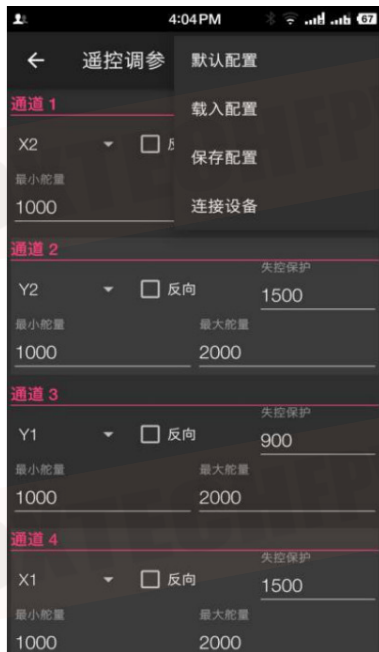 4:04 PM 67
遥控调参
默认配置
载入配置
保存配置
连接设备
通道 1
X2
最小舵量
1000
通道 2
失控保护
Y2 反向 1500
最小舵量 最大舵量
1000 2000
通道 3
失控保护
Y1 反向 900
最小舵量 最大舵量
1000 2000
通道 4
失控保护
X1 反向 1500
最小舵量 最大舵量
1000 2000